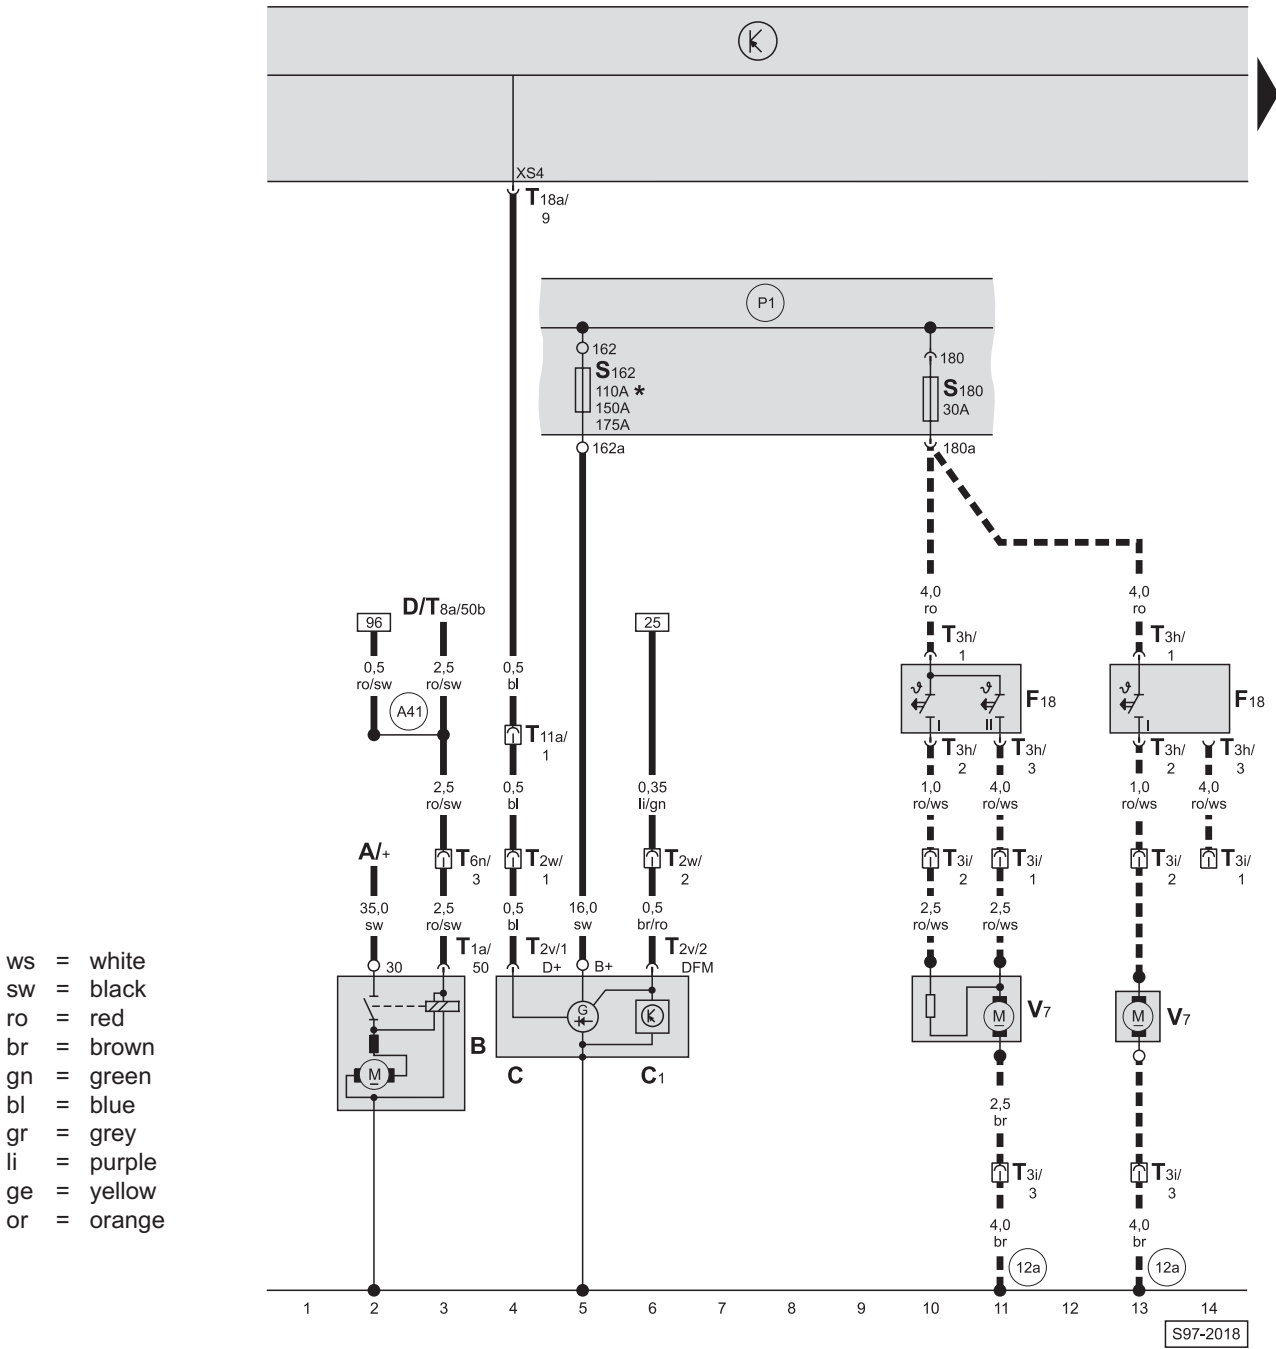 XS4
T18a/
9
P1
162
S162
110A *
150A
175A
162a
180
S180
30A
180a
4,0
ro
4,0
ro
D/T8a/50b
96
25
T3h/
1
T3h/
1
0,5
ro/sw
2,5
ro/sw
0,5
bl
A41
F18
F18
I
II
I
T11a/
1
T3h/
2
T3h/
3
T3h/
2
T3h/
3
2,5
ro/sw
0,5
bl
0,35
li/gn
1,0
ro/ws
4,0
ro/ws
1,0
ro/ws
4,0
ro/ws
A/+
T6n/
3
T2w/
1
T2w/
2
T3i/
2
T3i/
1
T3i/
2
T3i/
1
35,0
sw
2,5
ro/sw
0,5
bl
16,0
sw
0,5
br/ro
2,5
ro/ws
2,5
ro/ws
30
T1a/
50
T2v/1
D+
B+
T2v/2
DFM
G
M
B
C
C1
M
V7
M
V7
ws = white
sw = black
ro = red
br = brown
gn = green
bl = blue
gr = grey
li = purple
ge = yellow
or = orange
2,5
br
T3i/
3
T3i/
3
4,0
br
4,0
br
12a
12a
1 2 3 4 5 6 7 8 9 10 11 12 13 14
S97-2018